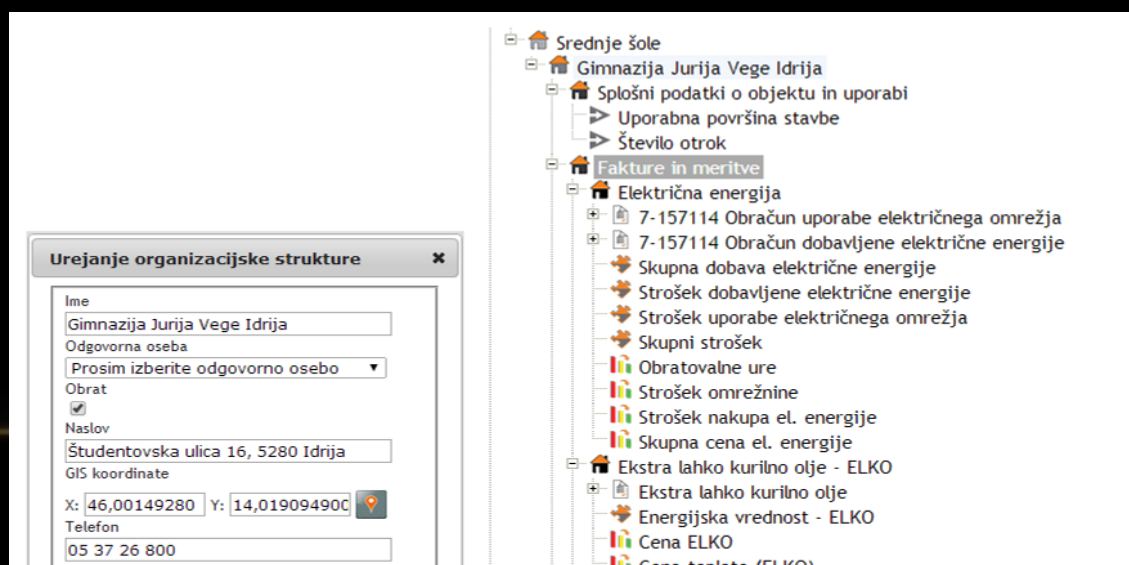 Srednje šole
Gimnazija Jurija Vege Idrija
Splošni podatki o objektu in uporabi
Uporabna površina stavbe
Število otrok
Fakture in meritve
Električna energija
7-157114 Obračun uporabe električnega omrežja
7-157114 Obračun dobavljene električne energije
Skupna dobava električne energije
Strošek dobavljene električne energije
Strošek uporabe električnega omrežja
Skupni strošek
Obratovalne ure
Strošek omrežnine
Strošek nakupa el. energije
Skupna cena el. energije
Ekstra lahko kurilno olje - ELKO
Ekstra lahko kurilno olje
Energijska vrednost - ELKO
Cena ELKO
Cena toplote (ELKO)
Urejanje organizacijske strukture
Ime
Gimnazija Jurija Vege Idrija
Odgovorna oseba
Prosim izberite odgovorno osebo
Obrat
Naslov
Študentovska ulica 16, 5280 Idrija
GIS koordinate
X: 46,00149280 Y: 14,01909490
Telefon
05 37 26 800